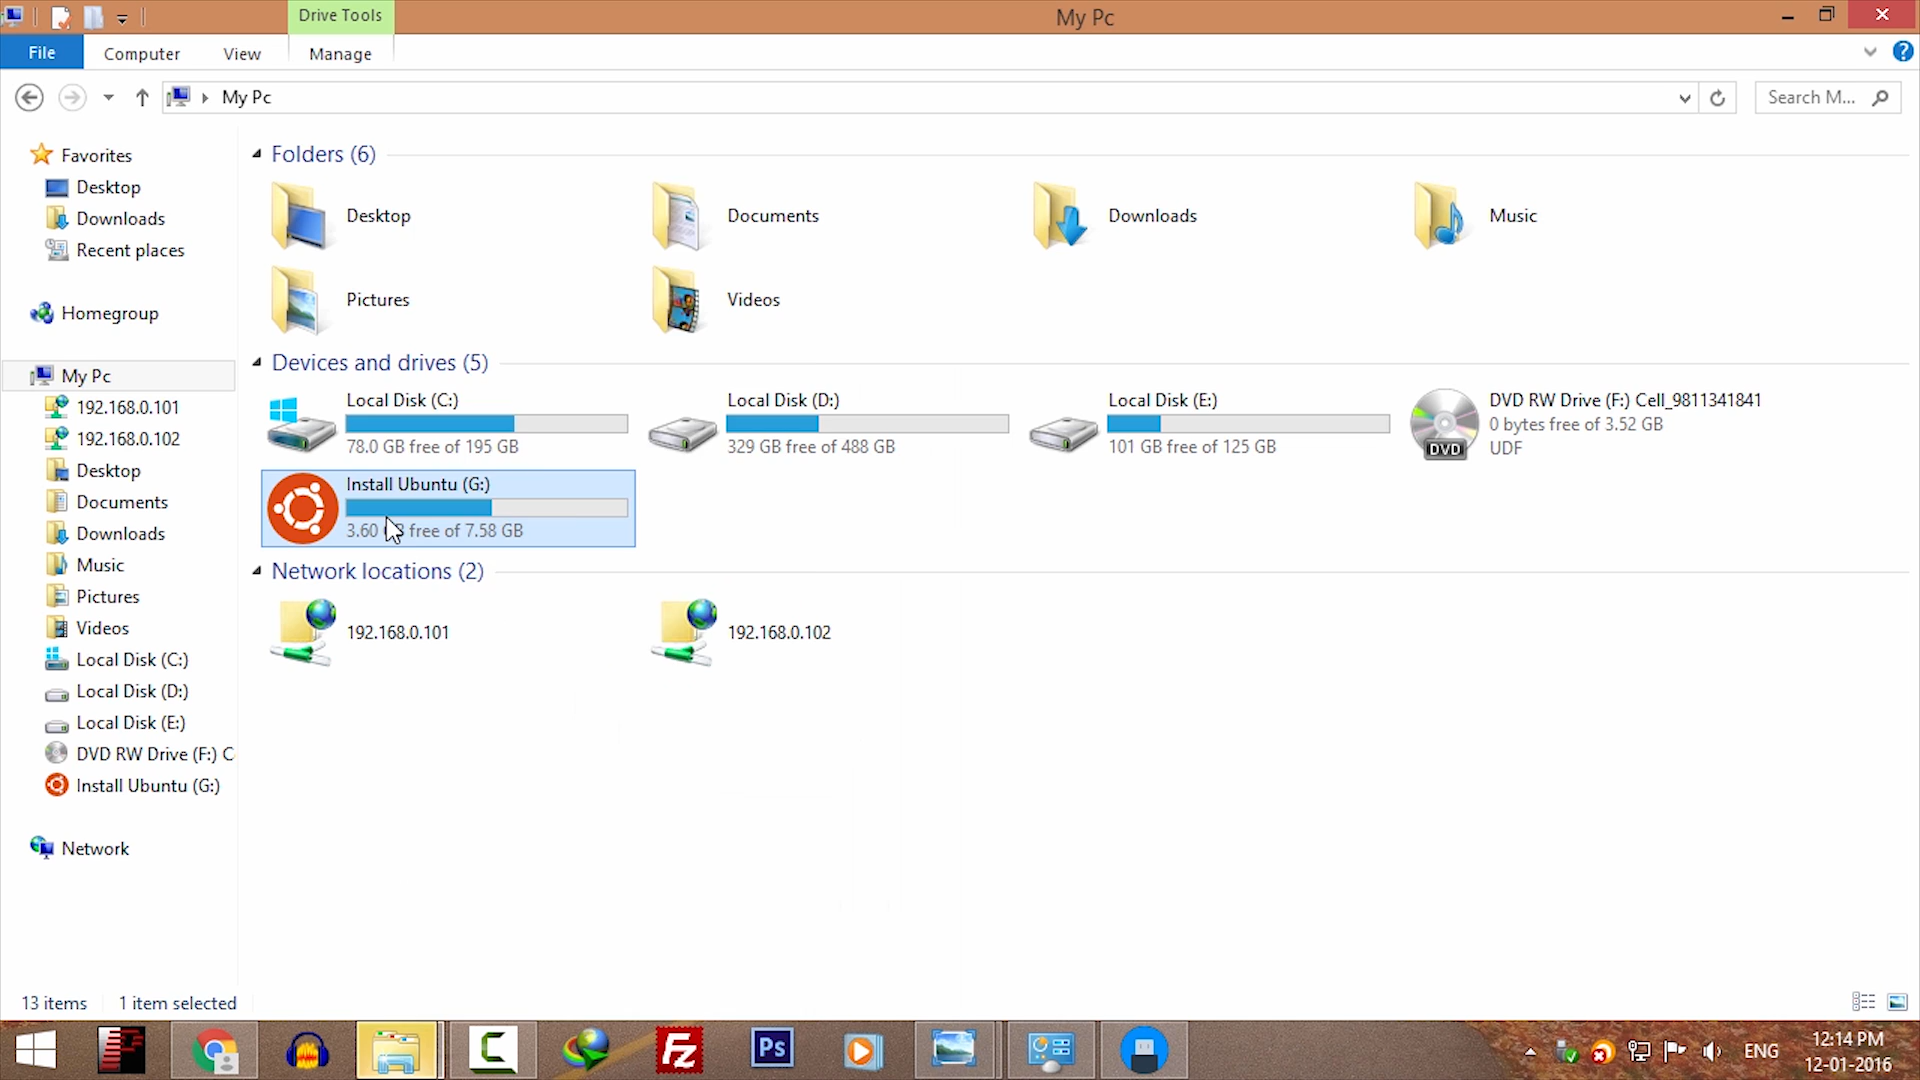 Drive Tools
My Pc
File
Computer
View
Manage
My Pc
Search M...
Favorites
Desktop
Downloads
Recent places
Homegroup
My Pc
192.168.0.101
192.168.0.102
Desktop
Documents
Downloads
Music
Pictures
Videos
Local Disk (C:)
Local Disk (D:)
Local Disk (E:)
DVD RW Drive (F:) C
Install Ubuntu (G:)
Network
Folders (6)
Desktop
Documents
Downloads
Music
Pictures
Videos
Devices and drives (5)
Local Disk (C:)
78.0 GB free of 195 GB
Local Disk (D:)
329 GB free of 488 GB
Local Disk (E:)
101 GB free of 125 GB
DVD RW Drive (F:) Cell_9811341841
0 bytes free of 3.52 GB
UDF
DVD
Install Ubuntu (G:)
3.60 GB free of 7.58 GB
Network locations (2)
192.168.0.101
192.168.0.102
13 items
1 item selected
Fz
Ps
ENG
12:14 PM
12-01-2016